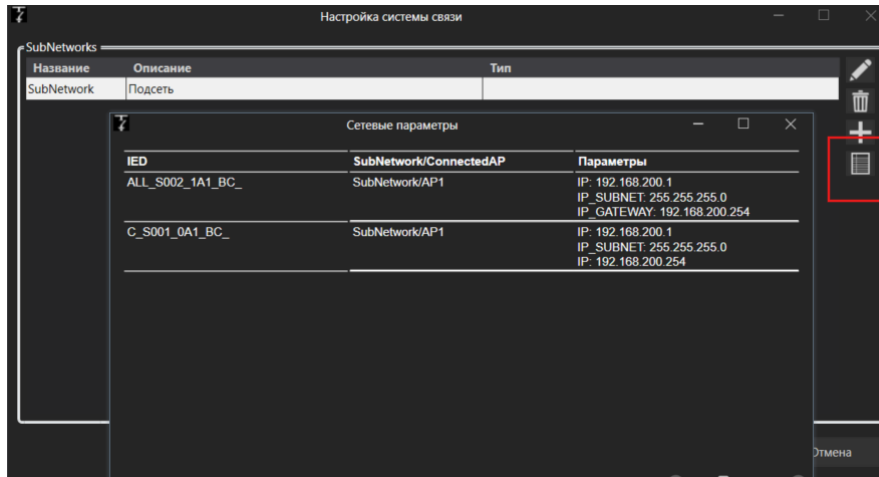 Настройка системы связи
SubNetworks
Название Описание Тип
SubNetwork Подсеть
Сетевые параметры
IED SubNetwork/ConnectedAP Параметры
ALL_S002_1A1_BC_ SubNetwork/AP1 IP: 192.168.200.1
IP_SUBNET: 255.255.255.0
IP_GATEWAY: 192.168.200.254
C_S001_0A1_BC_ SubNetwork/AP1 IP: 192.168.200.1
IP_SUBNET: 255.255.255.0
IP: 192.168.200.254
Отмена